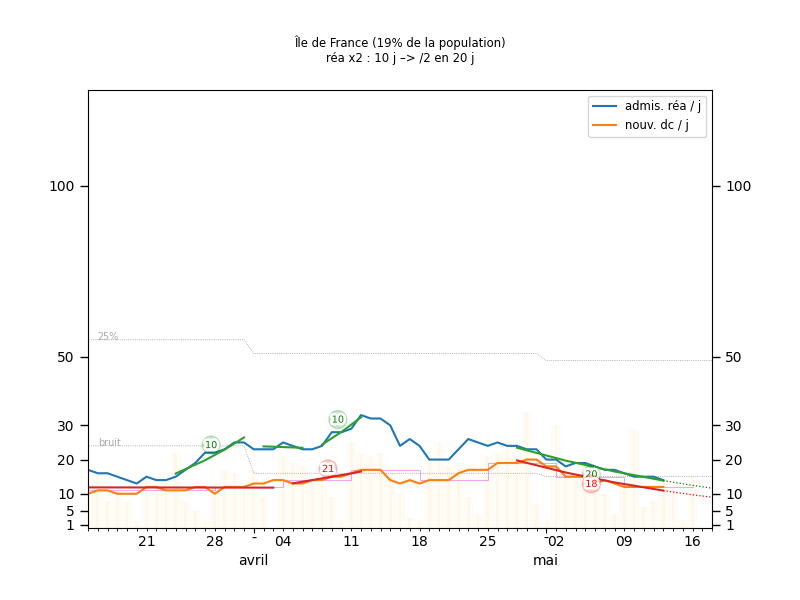 Île de France (19% de la population)
réa x2 : 10 j –> /2 en 20 j
admis. réa / j
nouv. dc / j
100 100
50 50
30 30
20 20
10 10
5 5
1 1
25%
bruit
10
10
21
20
18
21 28 - 04 11 18 25 - 02 09 16
avril mai